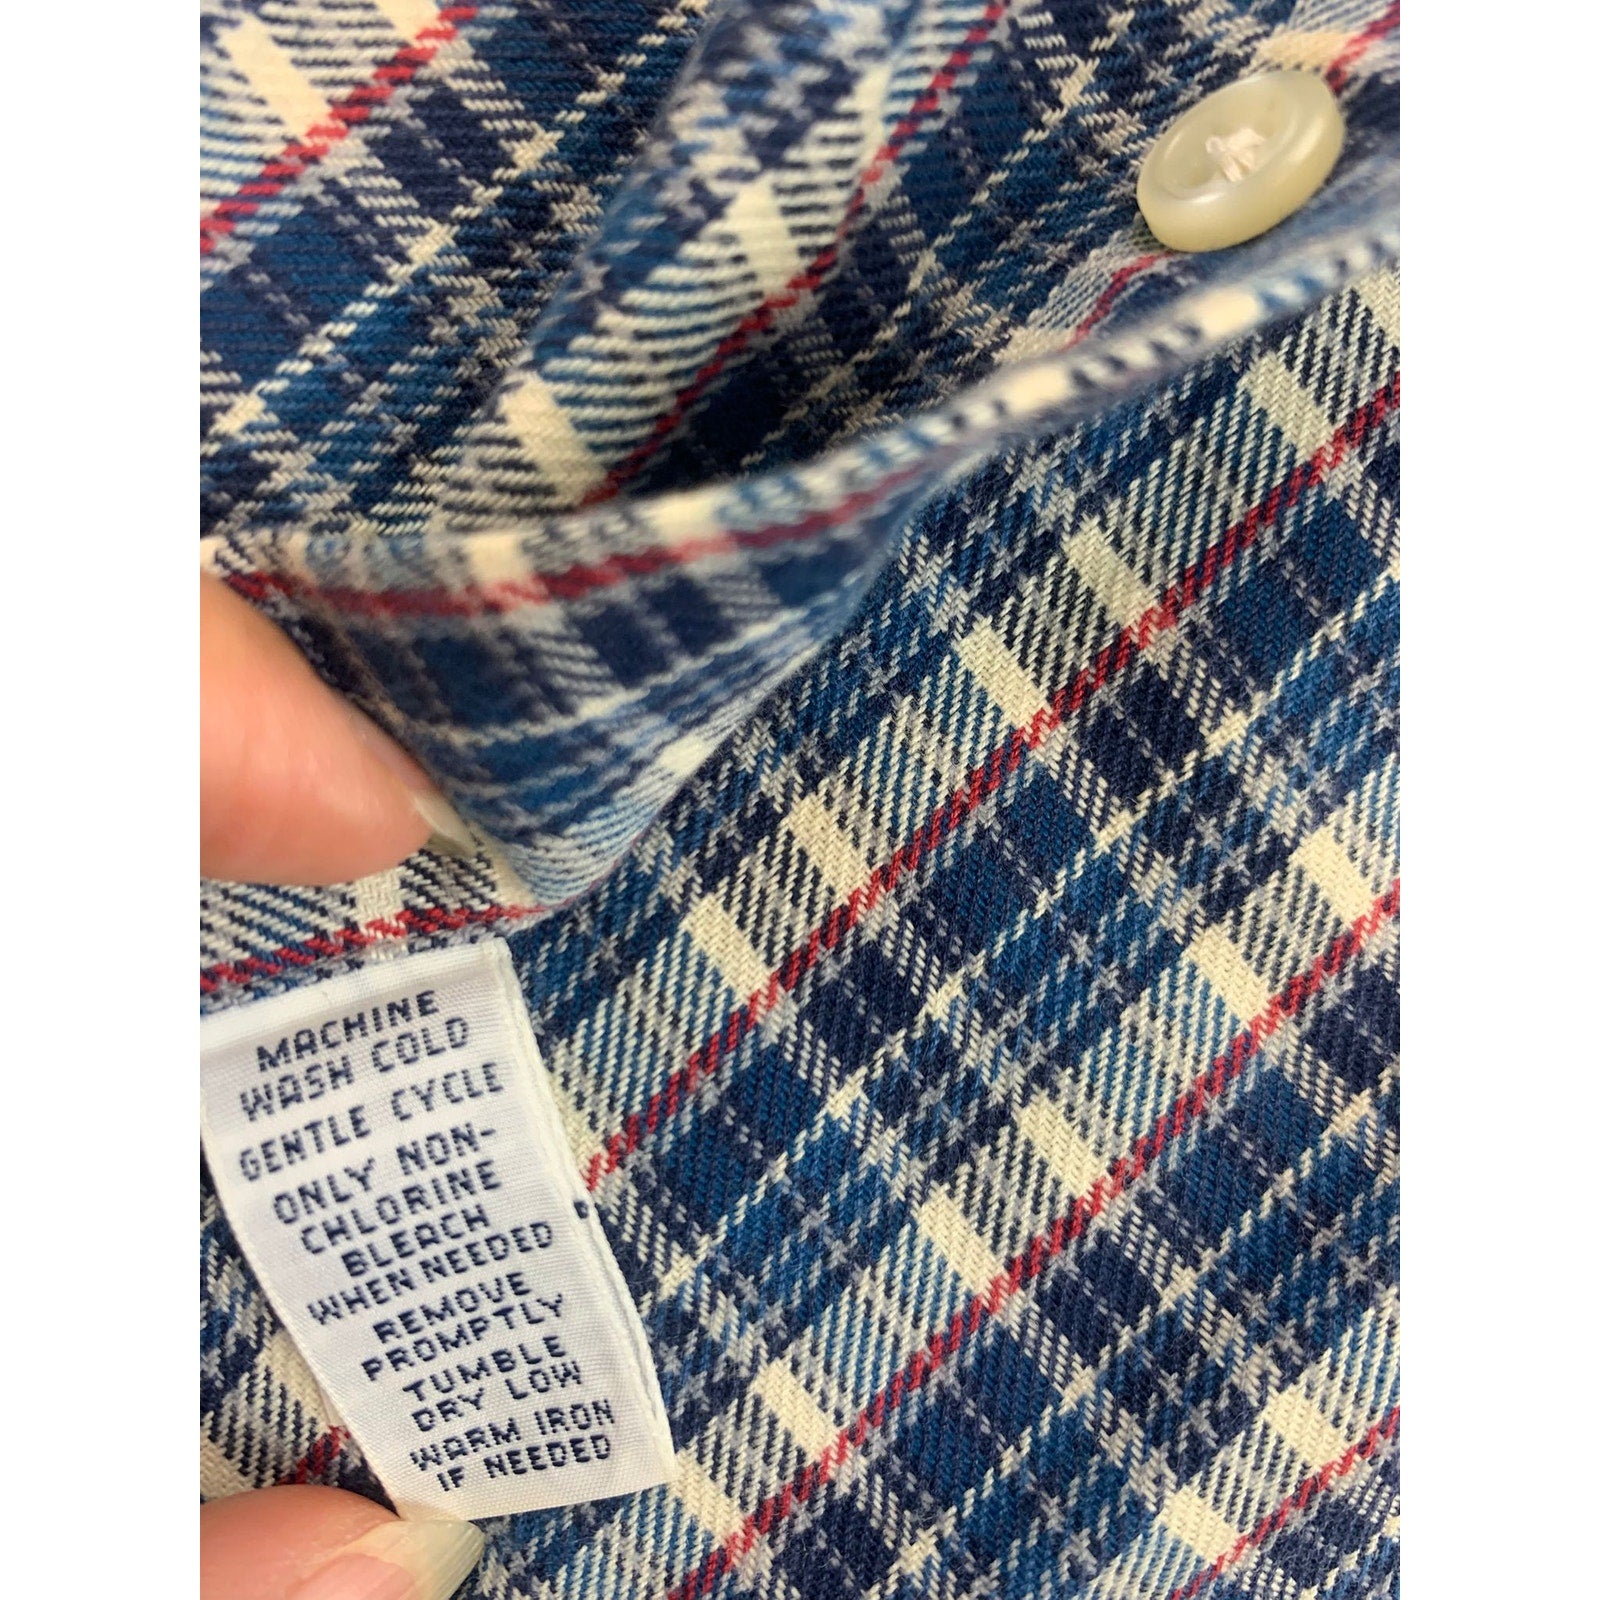 MACHINE
WASH COLD
GENTLE CYCLE
ONLY NON-
CHLORINE
BLEACH
WHEN NEEDED
REMOVE
PROMPTLY
TUMBLE
DRY LOW
WARM IRON
IF NEEDED